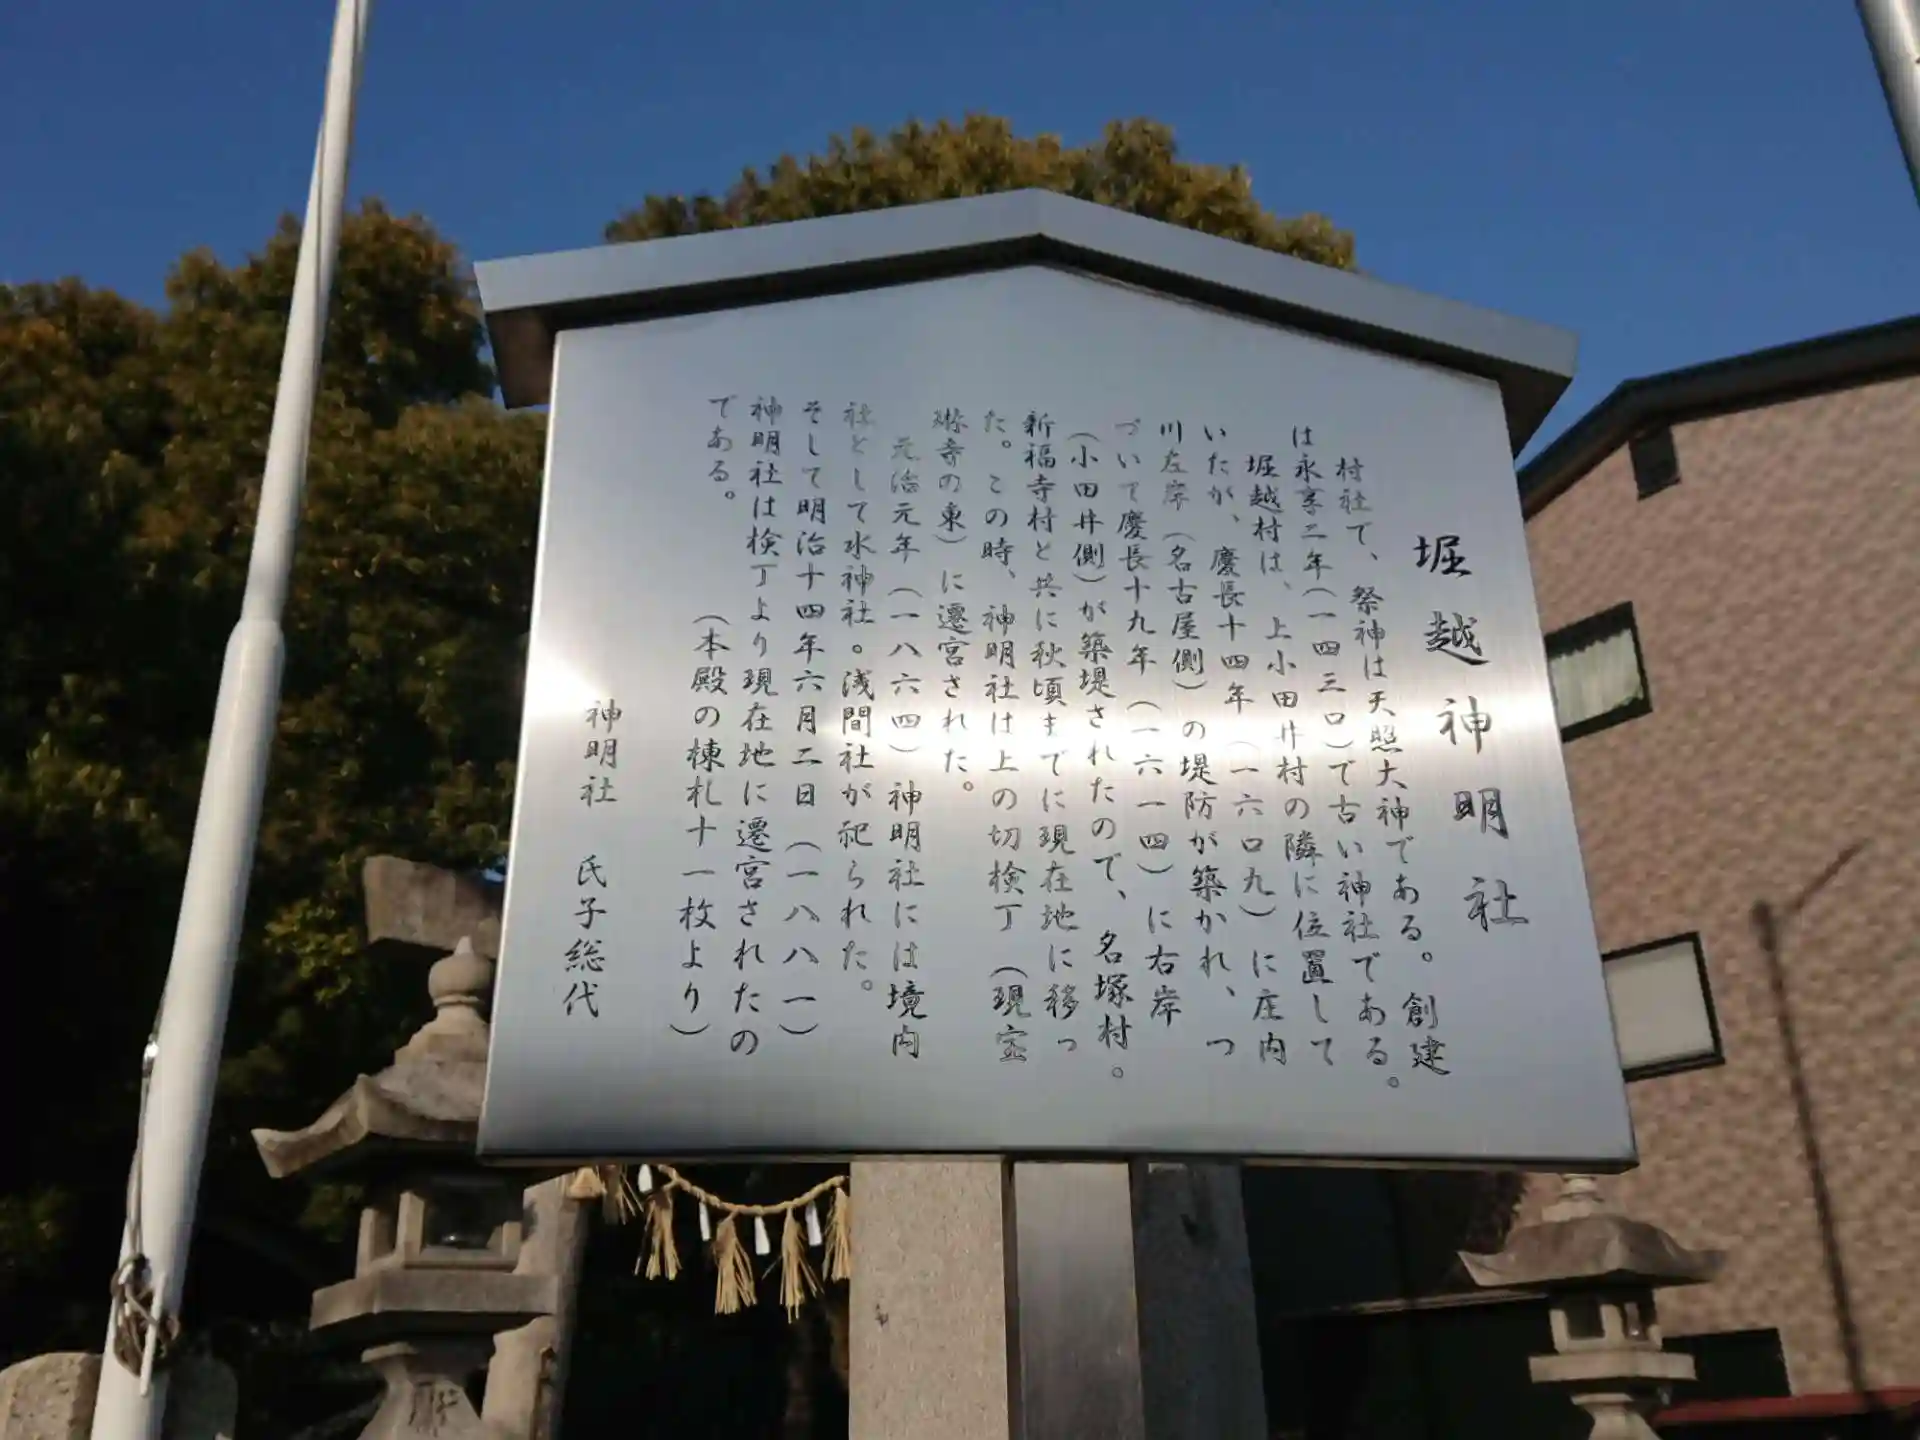 堀越神明社
村社で、祭神は天照大神である。創建
は永享二年(一四三〇)で古い神社である。
堀越村は、上小田井村の隣に位置して
いたが、慶長十四年(一六〇九)に庄内
川左岸(名古屋側)の堤防が築かれ、つ
づいて慶長十九年(一六一四)に右岸
(小田井側)が築堤されたので、名塚村。
新福寺村と共に秋頃までに現在地に移っ
た。この時、神明社は上の切検丁(現宝
寺の東)に遷宮された。
元治元年(一八六四)神明社には境内
社として水神社。浅間社が祀られた。
そして明治十四年六月二日(一八八一)
神明社は検丁より現在地に遷宮されたの
である。
(本殿の棟札十一枚より)
神明社 氏子総代